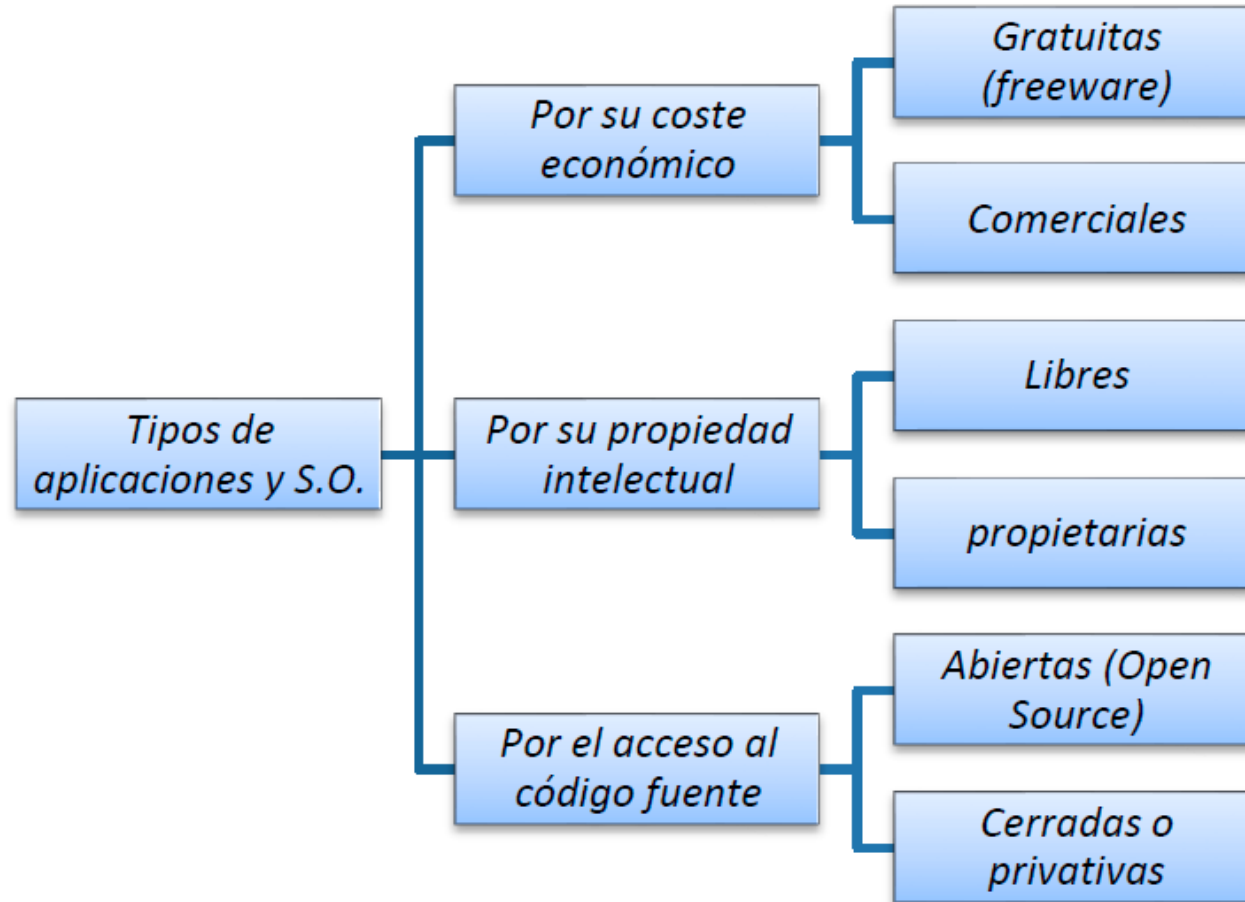 Tipos de
aplicaciones y S.O.
Por su coste
económico
Gratuitas
(freeware)
Comerciales
Por su propiedad
intelectual
Libres
propietarias
Por el acceso al
código fuente
Abiertas (Open
Source)
Cerradas o
privativas